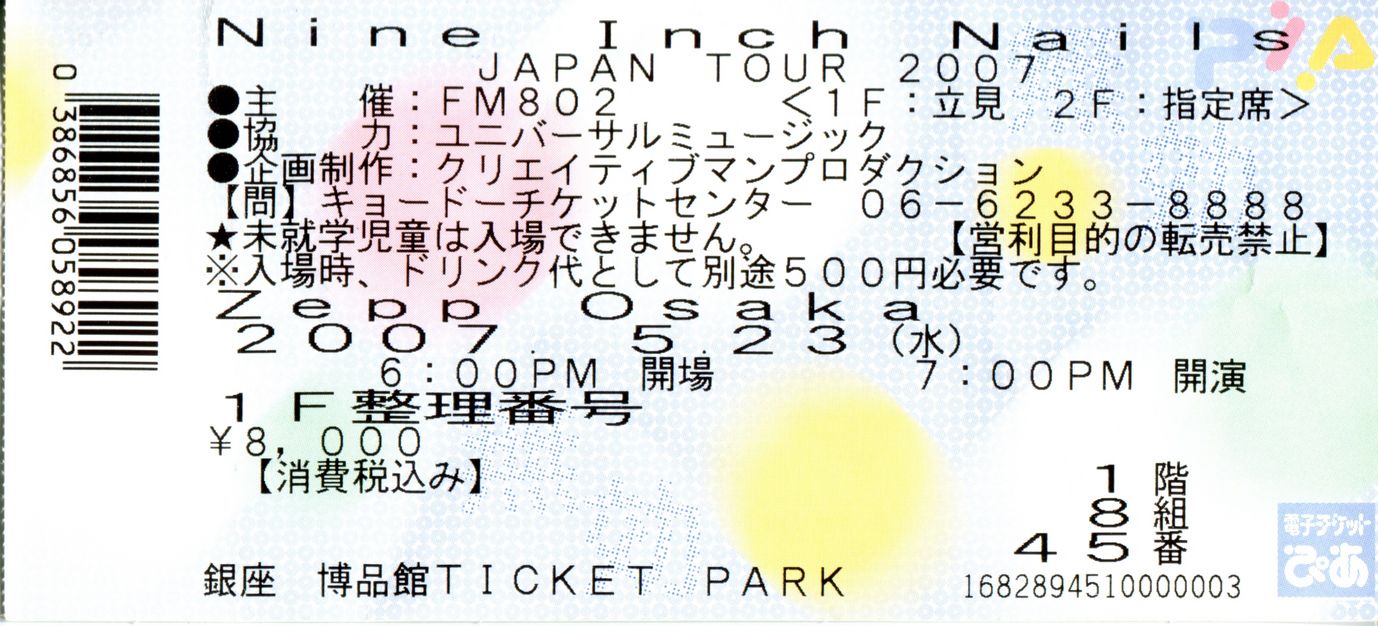 Nine Inch Nails
PIA
JAPAN TOUR 2007
●主　　催：FM802　　　　<1F：立見　2F：指定席>
●協　　力：ユニバーサルミュージック
●企画制作：クリエイティブマンプロダクション
【問】キョードーチケットセンター　06-6233-8888
★未就学児童は入場できません。　　　　　【営利目的の転売禁止】
※入場時、ドリンク代として別途500円必要です。
Zepp Osaka
2007. 5.23（水）
6：00PM　開場　　　　　7：00PM　開演
1F整理番号
¥8,000
【消費税込み】
1　階
8　組
45　番
銀座　博品館TICKET PARK
1682894510000003
電子チケット
ぴあ
0 386856 058922